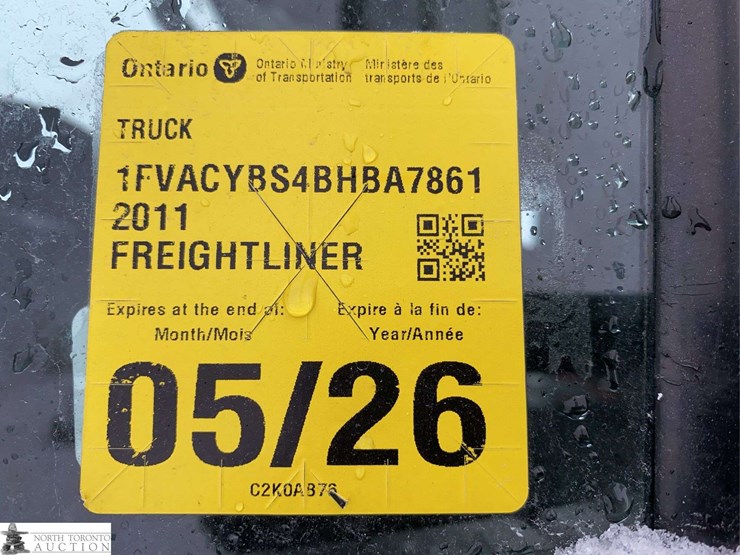 Ontario
Ontario Ministry Ministère des
of Transportation transports de l'Ontario
TRUCK
1FVACYBS4BHBA7861
2011
FREIGHTLINER
Expires at the end of: Expire à la fin de:
Month/Mois Year/Année
05/26
C2K0AB76
NORTH TORONTO
AUCTION